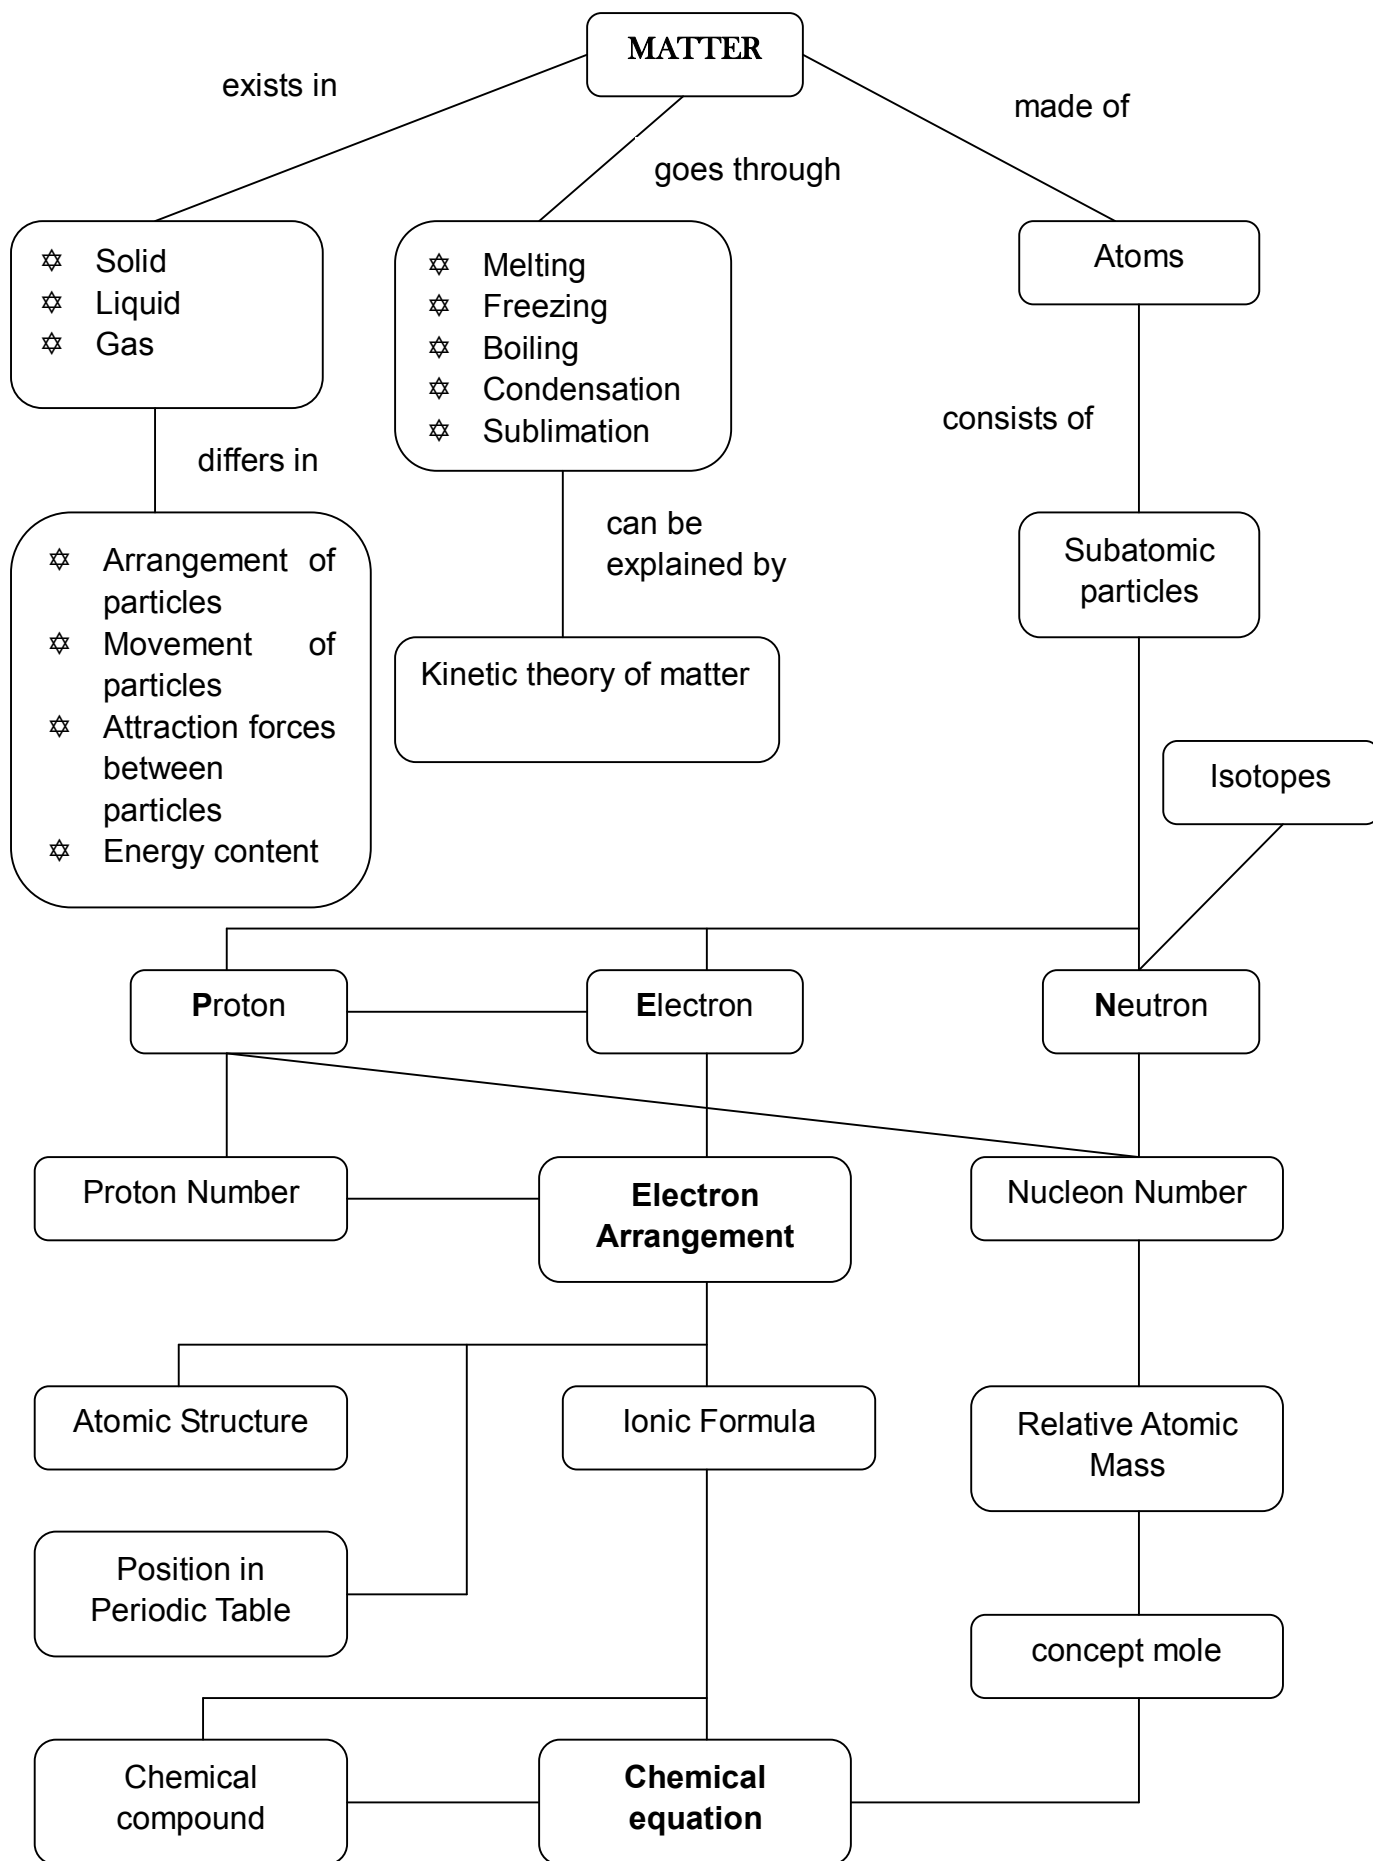 MATTER
exists in
made of
goes through
✡ Solid
✡ Liquid
✡ Gas
✡ Melting
✡ Freezing
✡ Boiling
✡ Condensation
✡ Sublimation
Atoms
differs in
consists of
can be
explained by
✡ Arrangement of
particles
✡ Movement of
particles
✡ Attraction forces
between
particles
✡ Energy content
Kinetic theory of matter
Subatomic
particles
Isotopes
Proton
Electron
Neutron
Proton Number
Electron
Arrangement
Nucleon Number
Atomic Structure
Ionic Formula
Relative Atomic
Mass
Position in
Periodic Table
concept mole
Chemical
compound
Chemical
equation